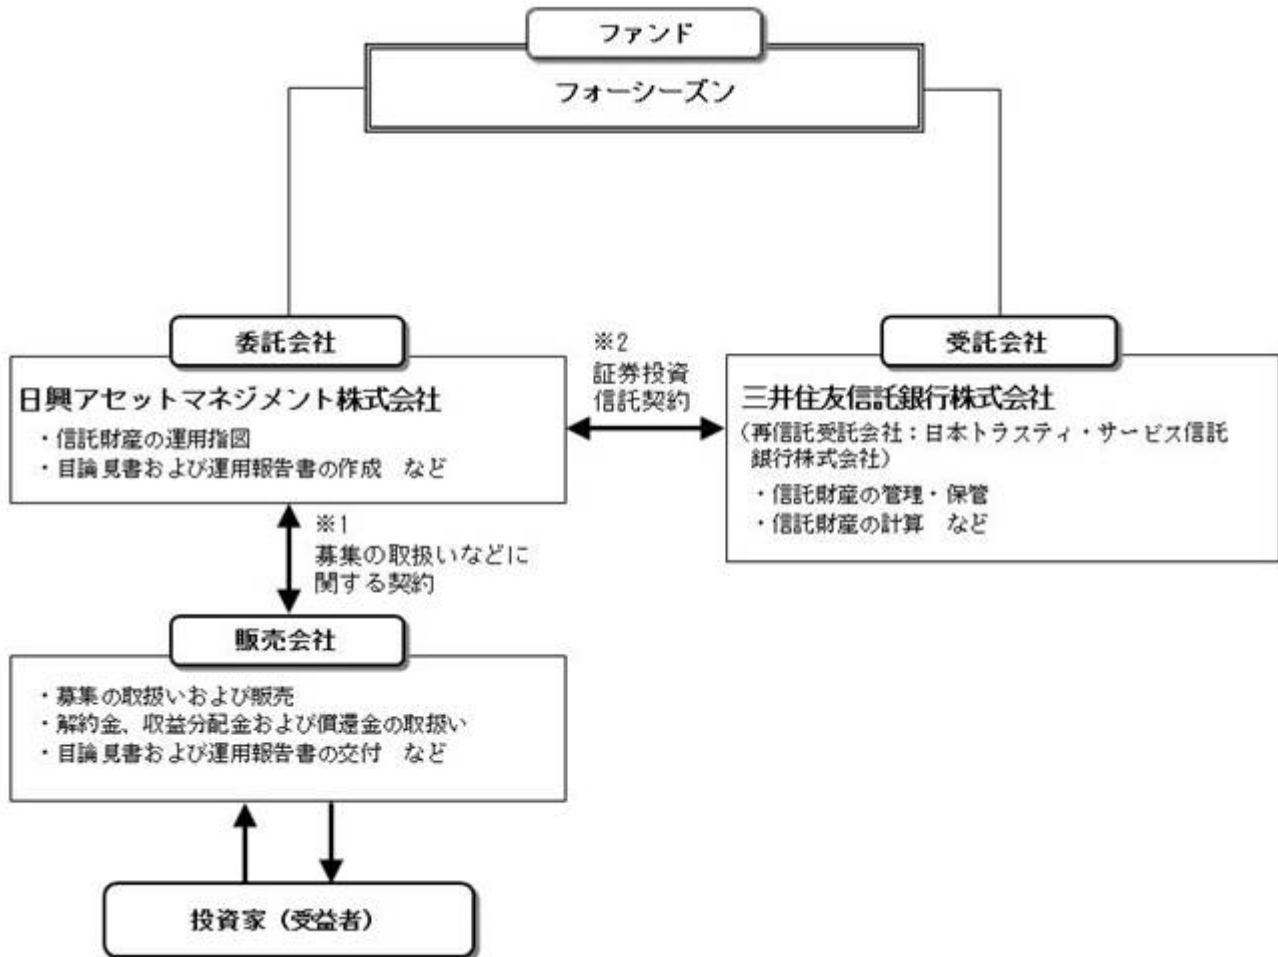 ファンド
フォーシーズン
委託会社
日興アセットマネジメント株式会社
・信託財産の運用指図
・目論見書および運用報告書の作成　など
※2
証券投資
信託契約
受託会社
三井住友信託銀行株式会社
（再信託受託会社：日本トラスティ・サービス信託
銀行株式会社）
・信託財産の管理・保管
・信託財産の計算　など
※1
募集の取扱いなどに
関する契約
販売会社
・募集の取扱いおよび販売
・解約金、収益分配金および償還金の取扱い
・目論見書および運用報告書の交付　など
投資家（受益者）